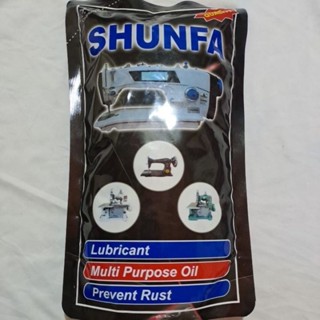 SHUNFA
Lubricant
Multi Purpose Oil
Prevent Rust